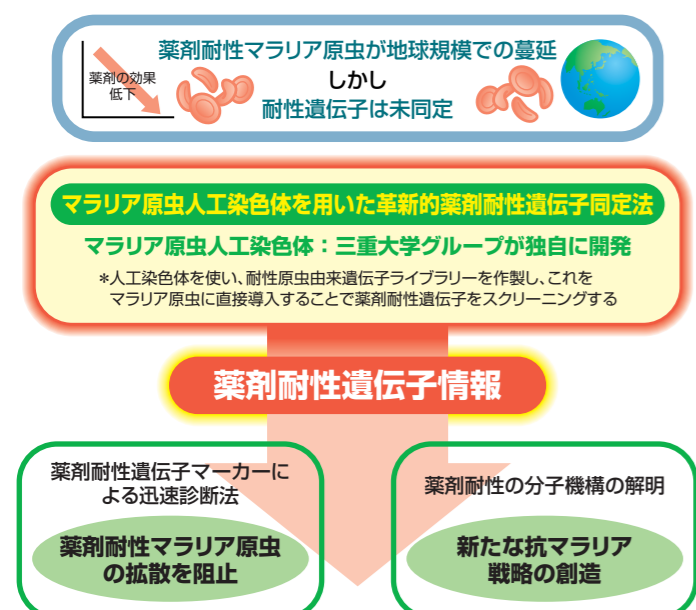 薬剤耐性マラリア原虫が地球規模での蔓延
薬剤の効果
低下
しかし
耐性遺伝子は未同定
マラリア原虫人工染色体を用いた革新的薬剤耐性遺伝子同定法
マラリア原虫人工染色体：三重大学グループが独自に開発
*人工染色体を使い、耐性原虫由来遺伝子ライブラリーを作製し、これを
マラリア原虫に直接導入することで薬剤耐性遺伝子をスクリーニングする
薬剤耐性遺伝子情報
薬剤耐性遺伝子マーカーに
よる迅速診断法
薬剤耐性マラリア原虫
の拡散を阻止
薬剤耐性の分子機構の解明
新たな抗マラリア
戦略の創造